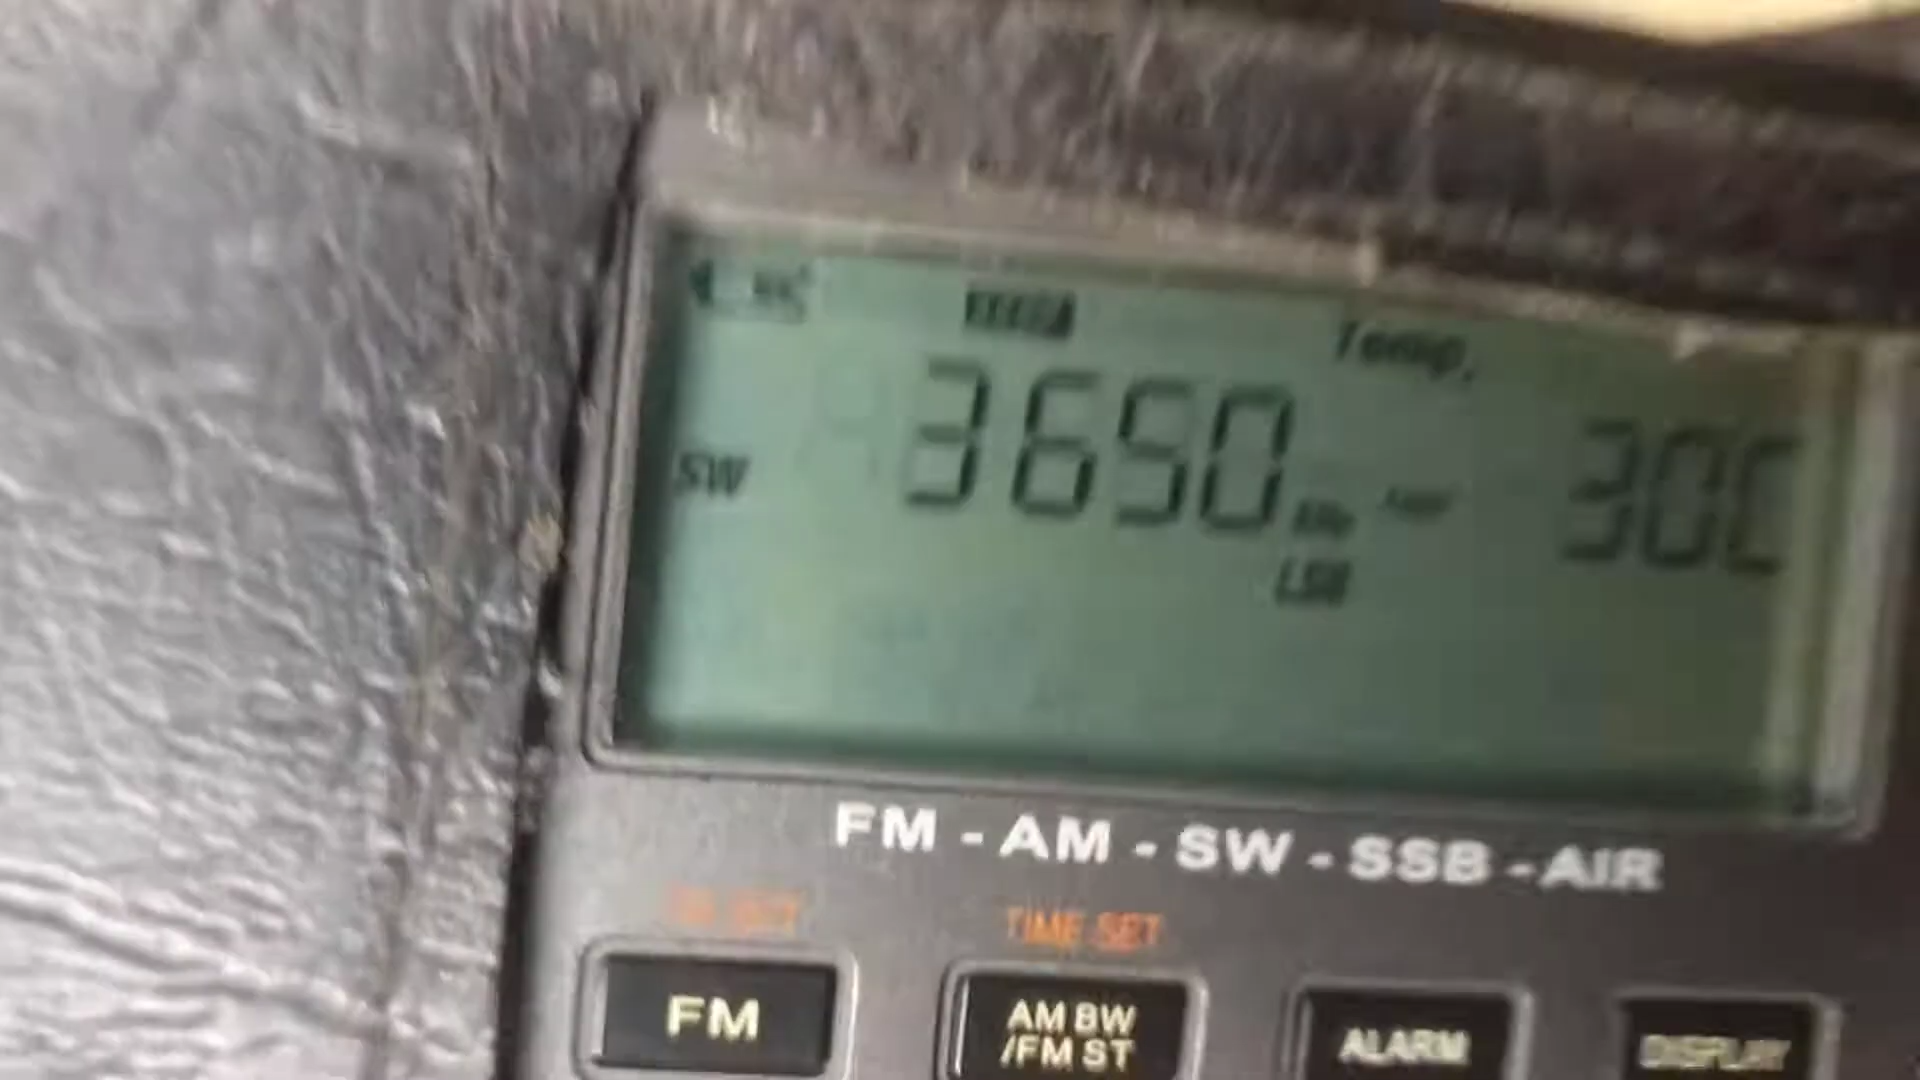 Temp.
SW 3650 30C
LSB
FM - AM - SW - SSB - AIR
TIME SET
FM
AM BW
/FM ST
ALARM
DISPLAY